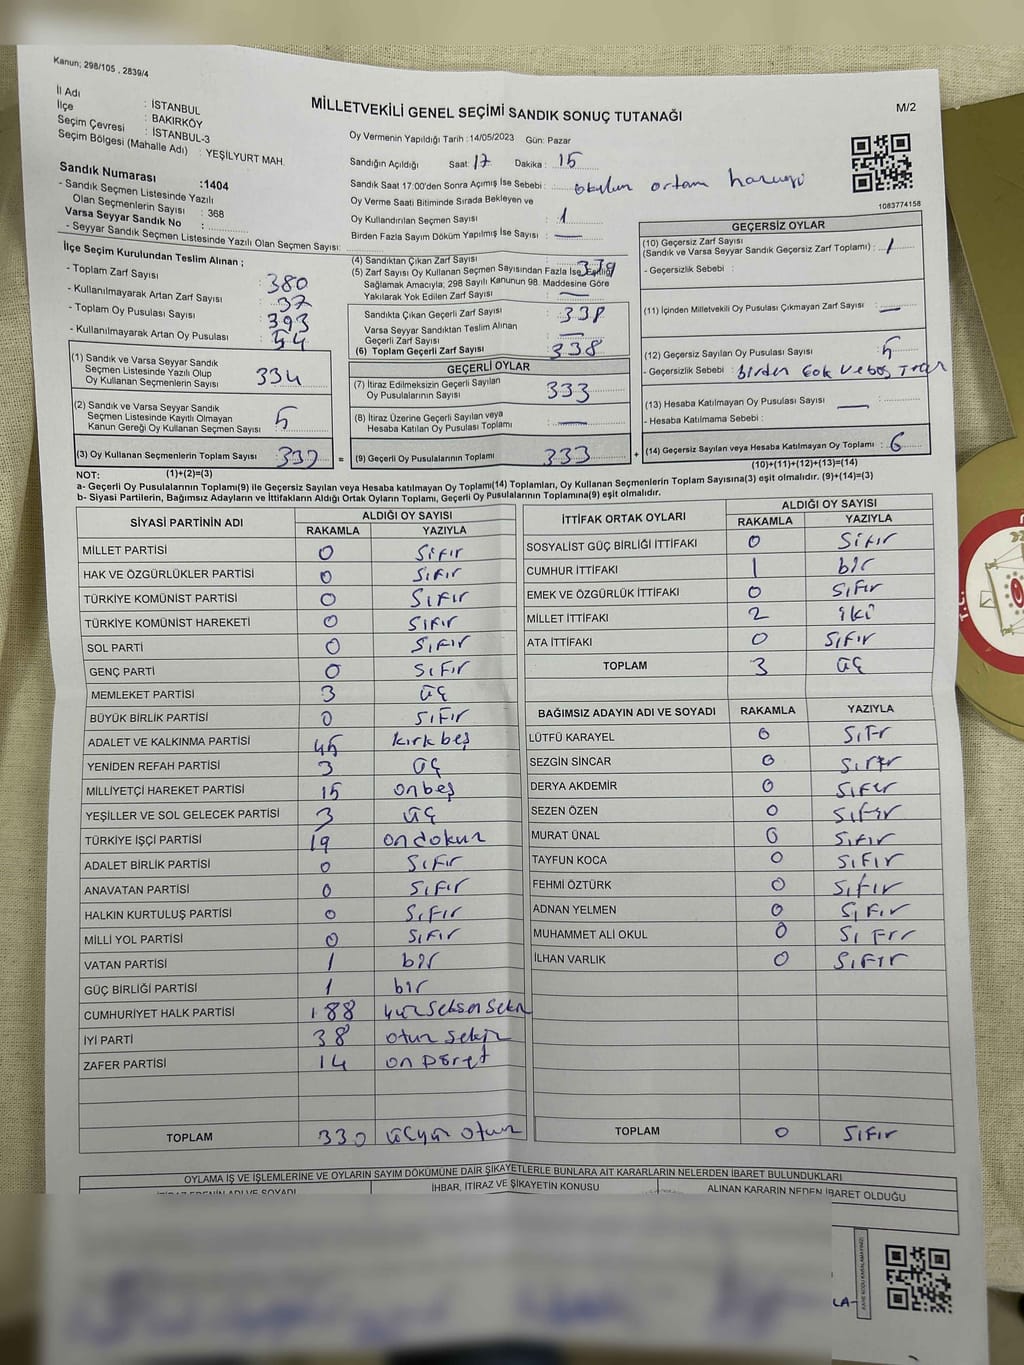 Kanun; 298/105 , 2839/4
İl Adı : İSTANBUL
İlçe : BAKIRKÖY
Seçim Çevresi : İSTANBUL-3
Seçim Bölgesi (Mahalle Adı) : YEŞİLYURT MAH.
MİLLETVEKİLİ GENEL SEÇİMİ SANDIK SONUÇ TUTANAĞI
M/2
Oy Vermenin Yapıldığı Tarih : 14/05/2023 Gün: Pazar
Sandığın Açıldığı Saat: 17 Dakika : 15
Sandık Saat 17:00'den Sonra Açımış İse Sebebi : okulun ortam
Oy Verme Saati Bitiminde Sırada Bekleyen ve
Oy Kullandırılan Seçmen Sayısı : 1
Birden Fazla Sayım Döküm Yapılmış İse Sayısı : —
1083774158
Sandık Numarası :1404
- Sandık Seçmen Listesinde Yazılı
Olan Seçmenlerin Sayısı : 368
Varsa Seyyar Sandık No :
- Seyyar Sandık Seçmen Listesinde Yazılı Olan Seçmen Sayısı:
İlçe Seçim Kurulundan Teslim Alınan ;
- Toplam Zarf Sayısı : 380
- Kullanılmayarak Artan Zarf Sayısı : 37
- Toplam Oy Pusulası Sayısı : 393
- Kullanılmayarak Artan Oy Pusulası : 54
(1) Sandık ve Varsa Seyyar Sandık
Seçmen Listesinde Yazılı Olup
Oy Kullanan Seçmenlerin Sayısı : 334
(2) Sandık ve Varsa Seyyar Sandık
Seçmen Listesinde Kayıtlı Olmayan
Kanun Gereği Oy Kullanan Seçmen Sayısı : 5
(3) Oy Kullanan Seçmenlerin Toplam Sayısı : 339
(1)+(2)=(3)
(4) Sandıktan Çıkan Zarf Sayısı : 339
(5) Zarf Sayısı Oy Kullanan Seçmen Sayısından Fazla İse, Eşitliği
Sağlamak Amacıyla; 298 Sayılı Kanunun 98. Maddesine Göre
Yakılarak Yok Edilen Zarf Sayısı : —
Sandıkta Çıkan Geçerli Zarf Sayısı : 338
Varsa Seyyar Sandıktan Teslim Alınan
Geçerli Zarf Sayısı : —
(6) Toplam Geçerli Zarf Sayısı : 338
GEÇERLİ OYLAR
(7) İtiraz Edilmeksizin Geçerli Sayılan
Oy Pusulalarının Sayısı : 333
(8) İtiraz Üzerine Geçerli Sayılan veya
Hesaba Katılan Oy Pusulası Toplamı : —
= (9) Geçerli Oy Pusulalarının Toplamı : 333 +
GEÇERSİZ OYLAR
(10) Geçersiz Zarf Sayısı
(Sandık ve Varsa Seyyar Sandık Geçersiz Zarf Toplamı) : 1
- Geçersizlik Sebebi :
(11) İçinden Milletvekili Oy Pusulası Çıkmayan Zarf Sayısı : —
(12) Geçersiz Sayılan Oy Pusulası Sayısı : 5
- Geçersizlik Sebebi : birden çok ve boş
(13) Hesaba Katılmayan Oy Pusulası Sayısı : —
- Hesaba Katılmama Sebebi :
(14) Geçersiz Sayılan veya Hesaba Katılmayan Oy Toplamı : 6
(10)+(11)+(12)+(13)=(14)
NOT:
a- Geçerli Oy Pusulalarının Toplamı(9) ile Geçersiz Sayılan veya Hesaba katılmayan Oy Toplamı(14) Toplamları, Oy Kullanan Seçmenlerin Toplam Sayısına(3) eşit olmalıdır. (9)+(14)=(3)
b- Siyasi Partilerin, Bağımsız Adayların ve İttifakların Aldığı Ortak Oyların Toplamı, Geçerli Oy Pusulalarının Toplamına(9) eşit olmalıdır.
SİYASİ PARTİNİN ADI ALDIĞI OY SAYISI
RAKAMLA YAZIYLA
MİLLET PARTİSİ 0 Sıfır
HAK VE ÖZGÜRLÜKLER PARTİSİ 0 Sıfır
TÜRKİYE KOMÜNİST PARTİSİ 0 Sıfır
TÜRKİYE KOMÜNİST HAREKETİ 0 Sıfır
SOL PARTİ 0 Sıfır
GENÇ PARTİ 0 Sıfır
MEMLEKET PARTİSİ 3 üç
BÜYÜK BİRLİK PARTİSİ 0 Sıfır
ADALET VE KALKINMA PARTİSİ 45 kırkbeş
YENİDEN REFAH PARTİSİ 3 üç
MİLLİYETÇİ HAREKET PARTİSİ 15 onbeş
YEŞİLLER VE SOL GELECEK PARTİSİ 3 üç
TÜRKİYE İŞÇİ PARTİSİ 19 ondokuz
ADALET BİRLİK PARTİSİ 0 Sıfır
ANAVATAN PARTİSİ 0 Sıfır
HALKIN KURTULUŞ PARTİSİ 0 Sıfır
MİLLİ YOL PARTİSİ 0 Sıfır
VATAN PARTİSİ 1 bir
GÜÇ BİRLİĞİ PARTİSİ 1 bir
CUMHURİYET HALK PARTİSİ 188 yüz seksen sekiz
İYİ PARTİ 38 otuz sekiz
ZAFER PARTİSİ 14 on dört
TOPLAM 330 üçyüz otuz
İTTİFAK ORTAK OYLARI ALDIĞI OY SAYISI
RAKAMLA YAZIYLA
SOSYALİST GÜÇ BİRLİĞİ İTTİFAKI 0 Sıfır
CUMHUR İTTİFAKI 1 bir
EMEK VE ÖZGÜRLÜK İTTİFAKI 0 Sıfır
MİLLET İTTİFAKI 2 iki
ATA İTTİFAKI 0 Sıfır
TOPLAM 3 üç
BAĞIMSIZ ADAYIN ADI VE SOYADI RAKAMLA YAZIYLA
LÜTFÜ KARAYEL 0 Sıfır
SEZGİN SİNCAR 0 Sıfır
DERYA AKDEMİR 0 Sıfır
SEZEN ÖZEN 0 Sıfır
MURAT ÜNAL 0 Sıfır
TAYFUN KOCA 0 Sıfır
FEHMİ ÖZTÜRK 0 Sıfır
ADNAN YELMEN 0 Sıfır
MUHAMMET ALİ OKUL 0 Sıfır
İLHAN VARLIK 0 Sıfır
TOPLAM 0 Sıfır
OYLAMA İŞ VE İŞLEMLERİNE VE OYLARIN SAYIM DÖKÜMÜNE DAİR ŞİKAYETLERLE BUNLARA AİT KARARLARIN NELERDEN İBARET BULUNDUKLARI
İTİRAZ EDENİN ADI VE SOYADI İHBAR, İTİRAZ VE ŞİKAYETİN KONUSU ALINAN KARARIN NEDEN İBARET OLDUĞU
T.C.